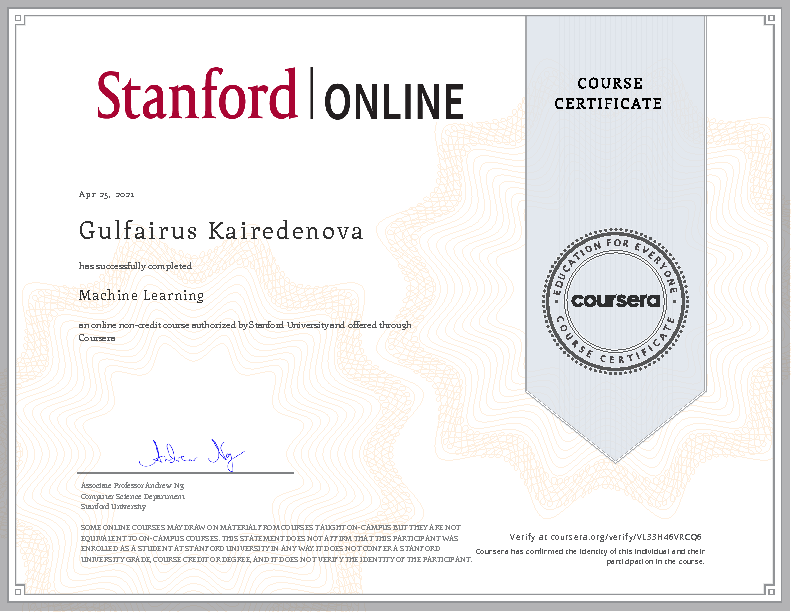 Stanford | ONLINE
COURSE
CERTIFICATE
Apr 25, 2021
Gulfairus Kairedenova
has successfully completed
Machine Learning
an online non-credit course authorized by Stanford University and offered through
Coursera
EDUCATION FOR EVERYONE
coursera
COURSE CERTIFICATE
Andrew Ng
Associate Professor Andrew Ng
Computer Science Department
Stanford University
SOME ONLINE COURSES MAY DRAW ON MATERIAL FROM COURSES TAUGHT ON-CAMPUS BUT THEY ARE NOT
EQUIVALENT TO ON-CAMPUS COURSES. THIS STATEMENT DOES NOT AFFIRM THAT THIS PARTICIPANT WAS
ENROLLED AS A STUDENT AT STANFORD UNIVERSITY IN ANY WAY. IT DOES NOT CONFER A STANFORD
UNIVERSITY GRADE, COURSE CREDIT OR DEGREE, AND IT DOES NOT VERIFY THE IDENTITY OF THE PARTICIPANT.
Verify at coursera.org/verify/VL33H46VRCQ6
Coursera has confirmed the identity of this individual and their
participation in the course.